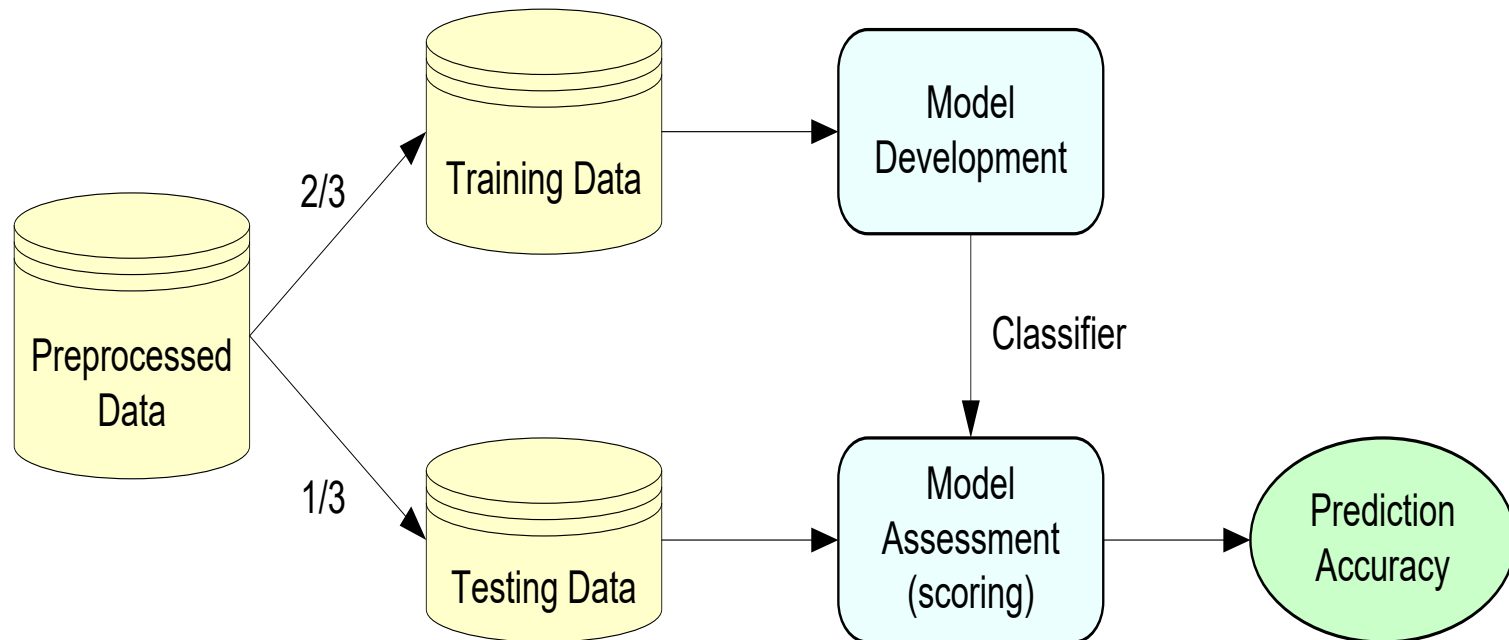 Model
Development
Training Data
2/3
Classifier
Preprocessed
Data
1/3
Model
Assessment
(scoring)
Prediction
Accuracy
Testing Data